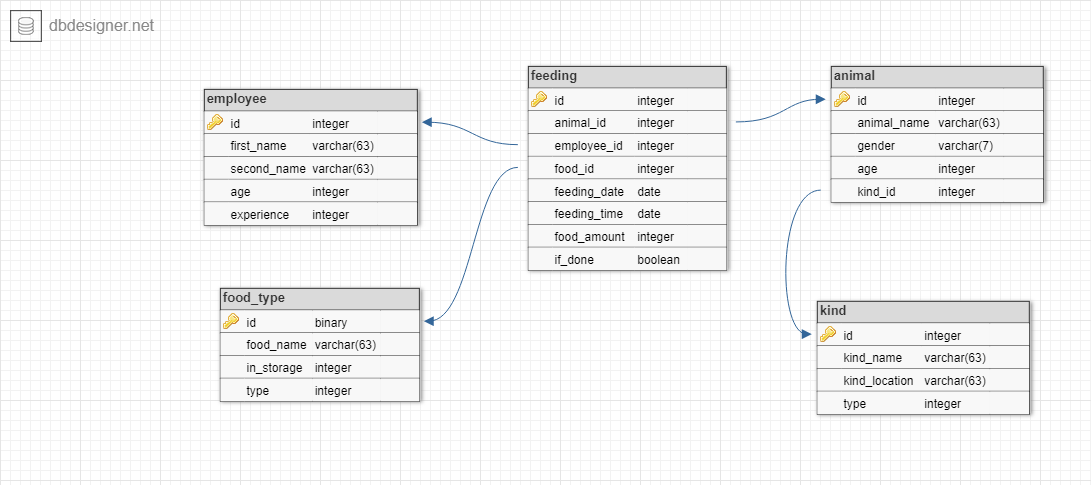 dbdesigner.net
employee
id integer
first_name varchar(63)
second_name varchar(63)
age integer
experience integer
feeding
id integer
animal_id integer
employee_id integer
food_id integer
feeding_date date
feeding_time date
food_amount integer
if_done boolean
animal
id integer
animal_name varchar(63)
gender varchar(7)
age integer
kind_id integer
food_type
id binary
food_name varchar(63)
in_storage integer
type integer
kind
id integer
kind_name varchar(63)
kind_location varchar(63)
type integer